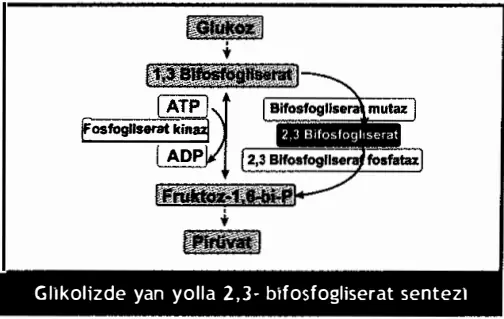 Glukoz
1,3 Bifosfogliserat
ATP
Bifosfogliserat mutaz
Fosfogliserat kinaz
2,3 Bifosfogliserat
ADP
2,3 Bifosfogliserat fosfataz
Fruktoz-1,6-bi-P
Pirüvat
Glikolizde yan yolla 2,3- bifosfogliserat sentezi